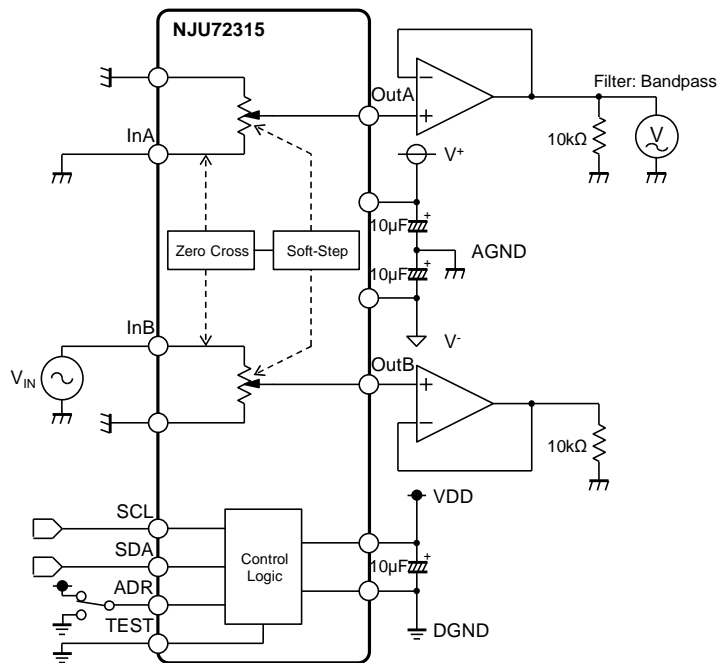 NJU72315
OutA
Filter: Bandpass
V
10kΩ
InA
V+
10µF
+
Zero Cross
Soft-Step
AGND
10µF
+
InB
V-
VIN
OutB
10kΩ
SCL
VDD
SDA
Control
Logic
10µF
+
ADR
TEST
DGND